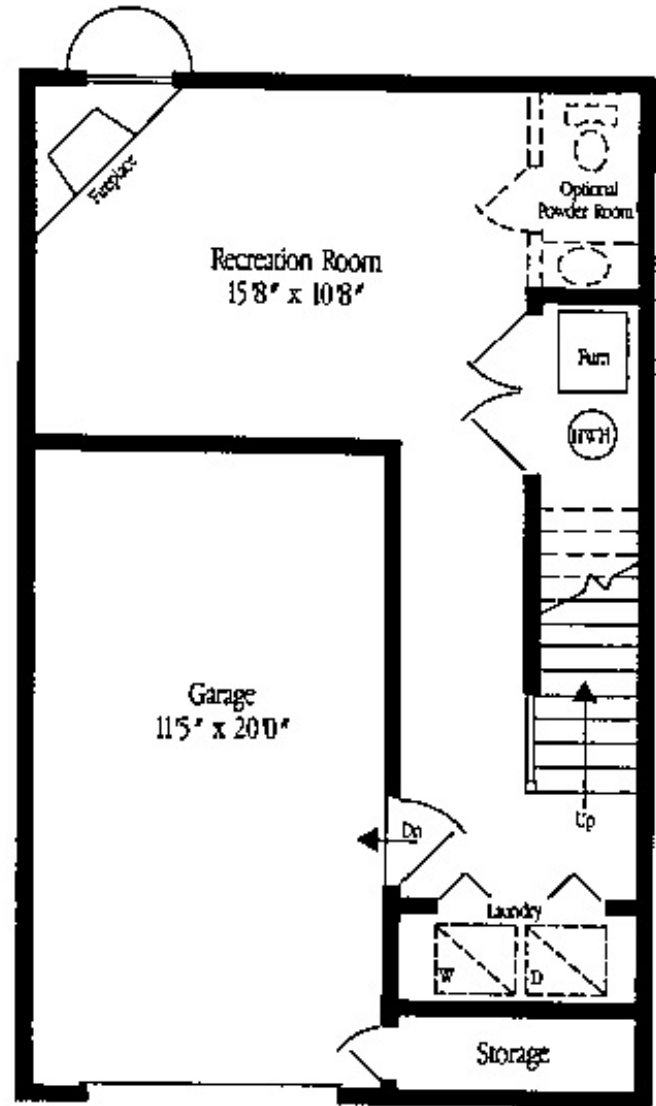 Fireplace
Optional
Powder Room
Recreation Room
15'8" x 10'8"
Furn
HWH
Garage
11'5" x 20'0"
Dn
Up
Laundry
W
D
Storage